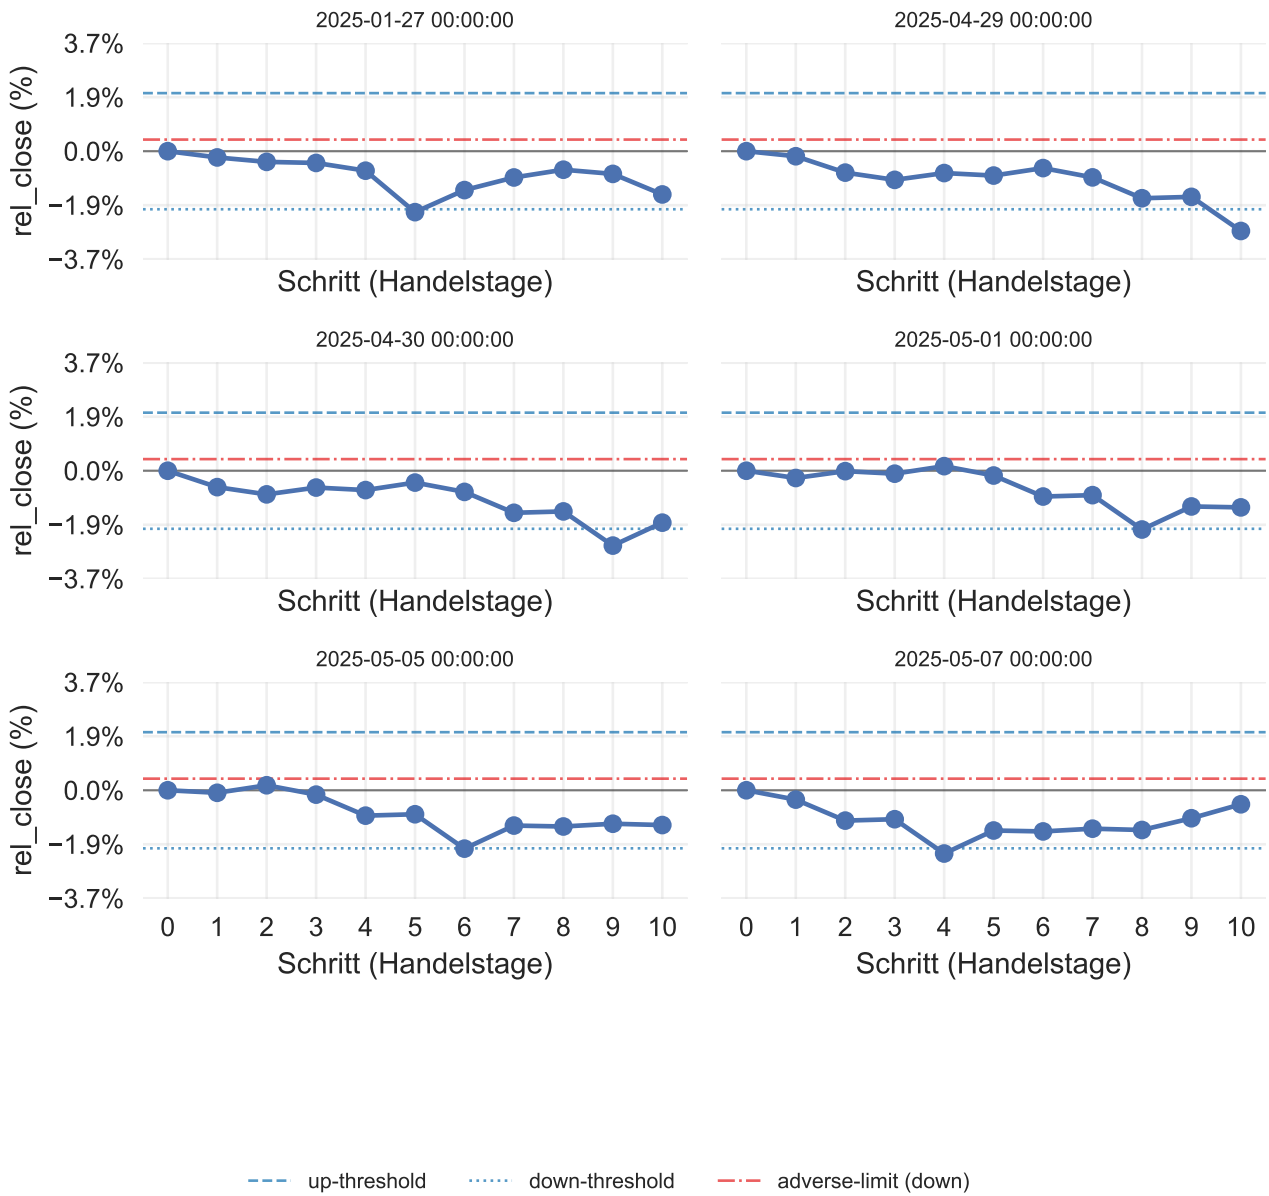 2025-01-27 00:00:00
2025-04-29 00:00:00
rel_close (%)
3.7%
1.9%
0.0%
−1.9%
−3.7%
Schritt (Handelstage)
Schritt (Handelstage)
2025-04-30 00:00:00
2025-05-01 00:00:00
rel_close (%)
3.7%
1.9%
0.0%
−1.9%
−3.7%
Schritt (Handelstage)
Schritt (Handelstage)
2025-05-05 00:00:00
2025-05-07 00:00:00
rel_close (%)
3.7%
1.9%
0.0%
−1.9%
−3.7%
0 1 2 3 4 5 6 7 8 9 10
0 1 2 3 4 5 6 7 8 9 10
Schritt (Handelstage)
Schritt (Handelstage)
up-threshold
down-threshold
adverse-limit (down)